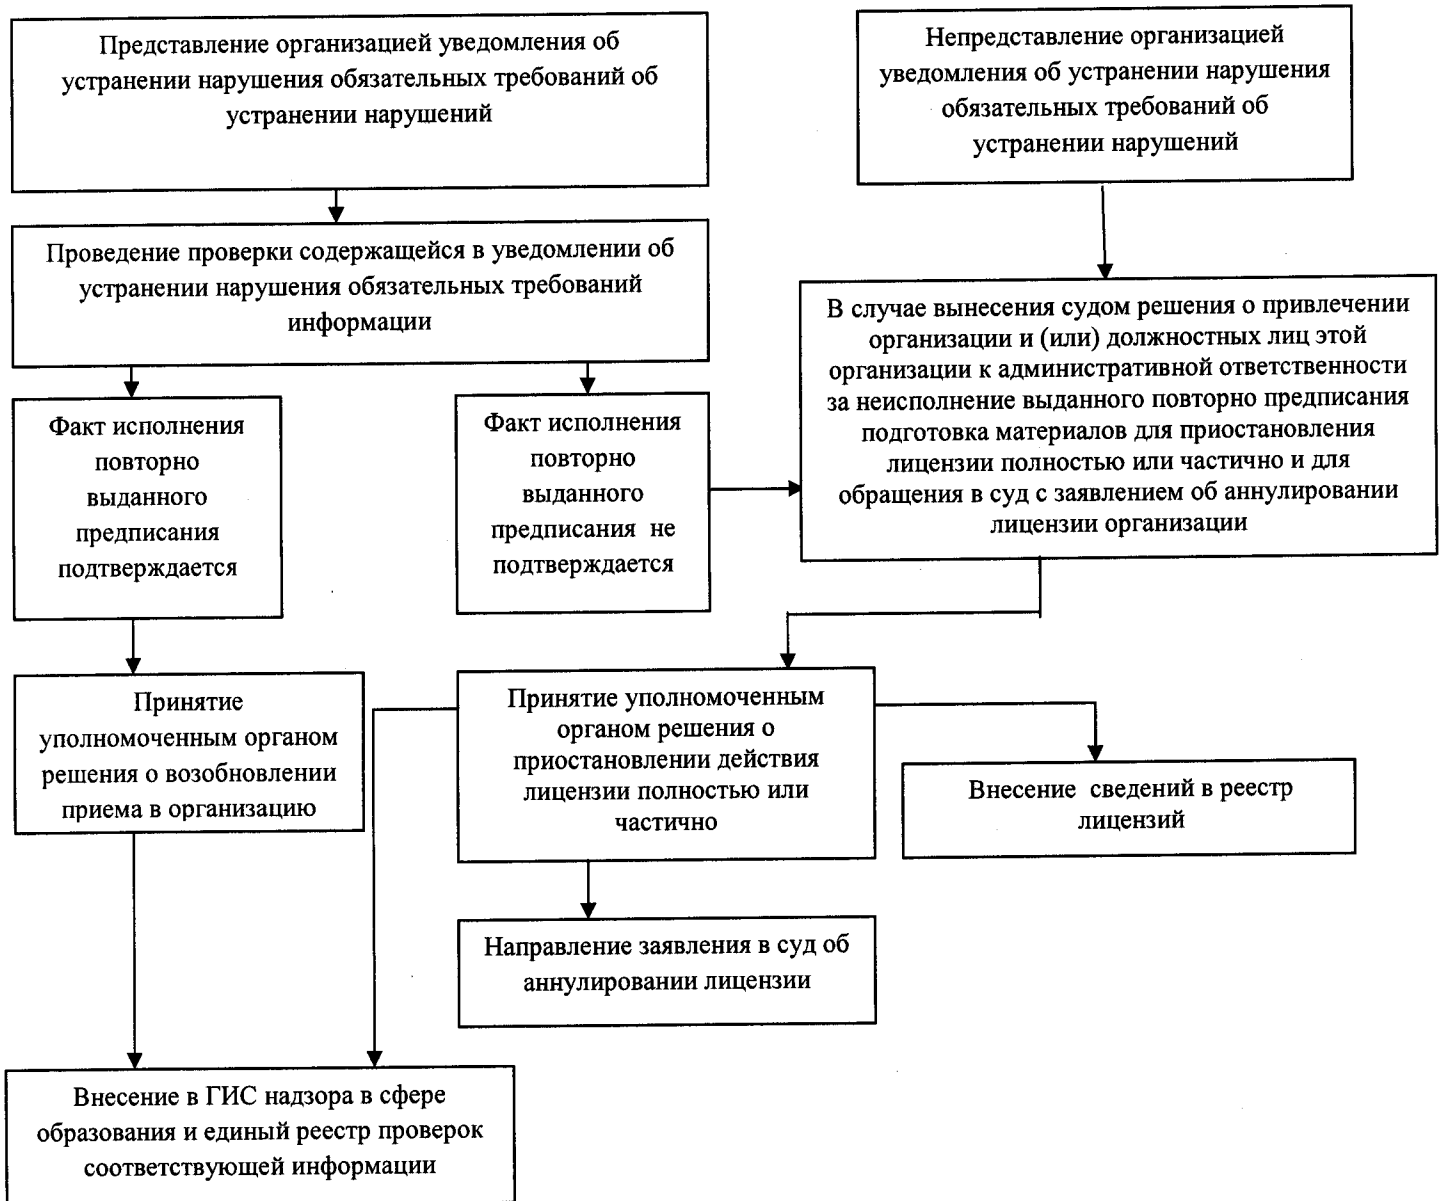 Представление организацией уведомления об
устранении нарушения обязательных требований об
устранении нарушений
Непредставление организацией
уведомления об устранении нарушения
обязательных требований об
устранении нарушений
Проведение проверки содержащейся в уведомлении об
устранении нарушения обязательных требований
информации
В случае вынесения судом решения о привлечении
организации и (или) должностных лиц этой
организации к административной ответственности
за неисполнение выданного повторно предписания
подготовка материалов для приостановления
лицензии полностью или частично и для
обращения в суд с заявлением об аннулировании
лицензии организации
Факт исполнения
повторно
выданного
предписания
подтверждается
Факт исполнения
повторно
выданного
предписания не
подтверждается
Принятие
уполномоченным органом
решения о возобновлении
приема в организацию
Принятие уполномоченным
органом решения о
приостановлении действия
лицензии полностью или
частично
Внесение сведений в реестр
лицензий
Направление заявления в суд об
аннулировании лицензии
Внесение в ГИС надзора в сфере
образования и единый реестр проверок
соответствующей информации